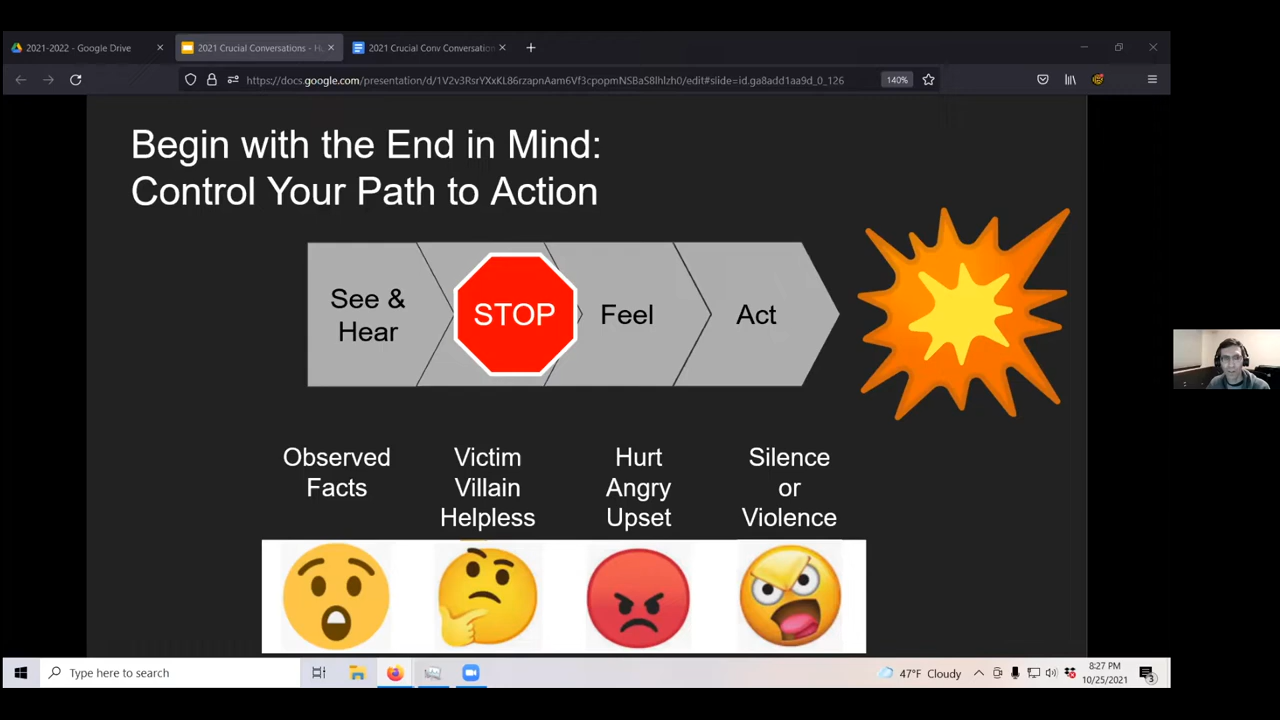 2021-2022 - Google Drive
2021 Crucial Conversations - H
2021 Crucial Conv Conversation
https://docs.google.com/presentation/d/1V2v3RsrYXxKL86rzapnAam6Vf3cpopmNSBaS8lhlzh0/edit#slide=id.ga8add1aa9d_0_126
140%
Begin with the End in Mind:
Control Your Path to Action
See &
Hear
STOP
Feel
Act
Observed
Facts
Victim
Villain
Helpless
Hurt
Angry
Upset
Silence
or
Violence
Type here to search
47°F Cloudy
8:27 PM
10/25/2021
3